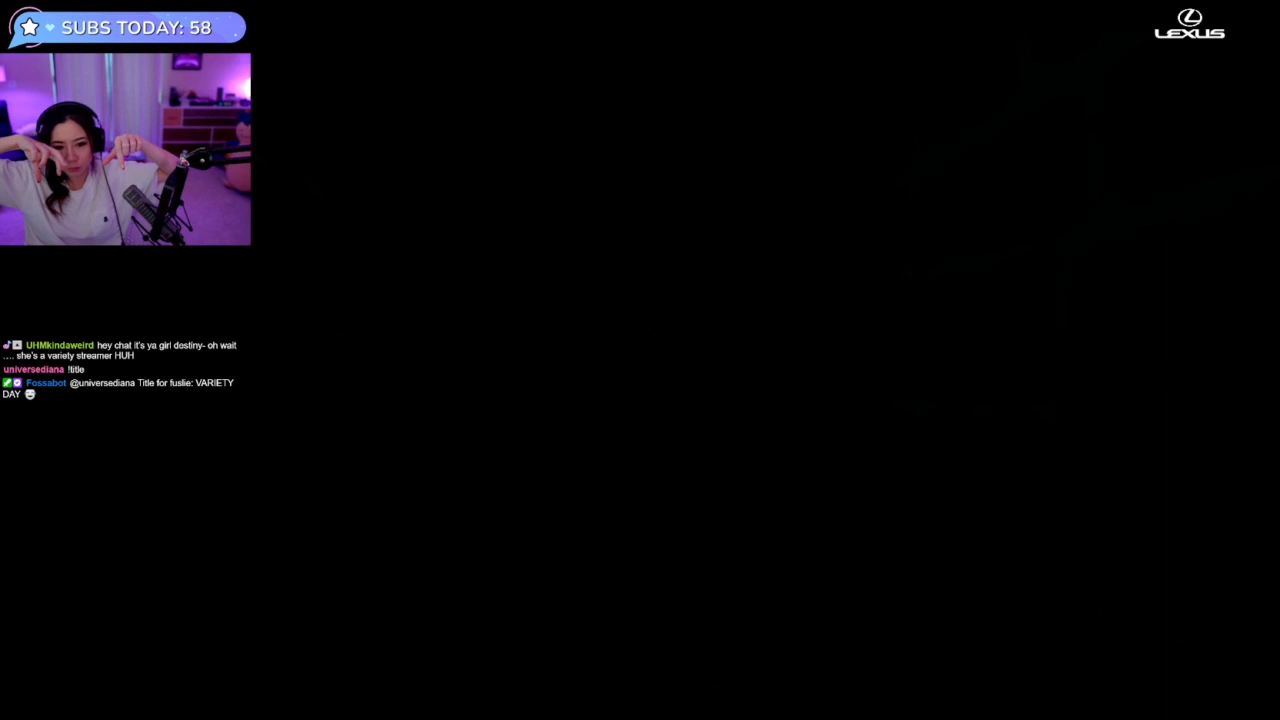 SUBS TODAY: 58
LEXUS
UHMkindaweird hey chat it's ya girl destiny- oh wait
.... she's a variety streamer HUH
universediana !title
Fossabot @universediana Title for fuslie: VARIETY
DAY